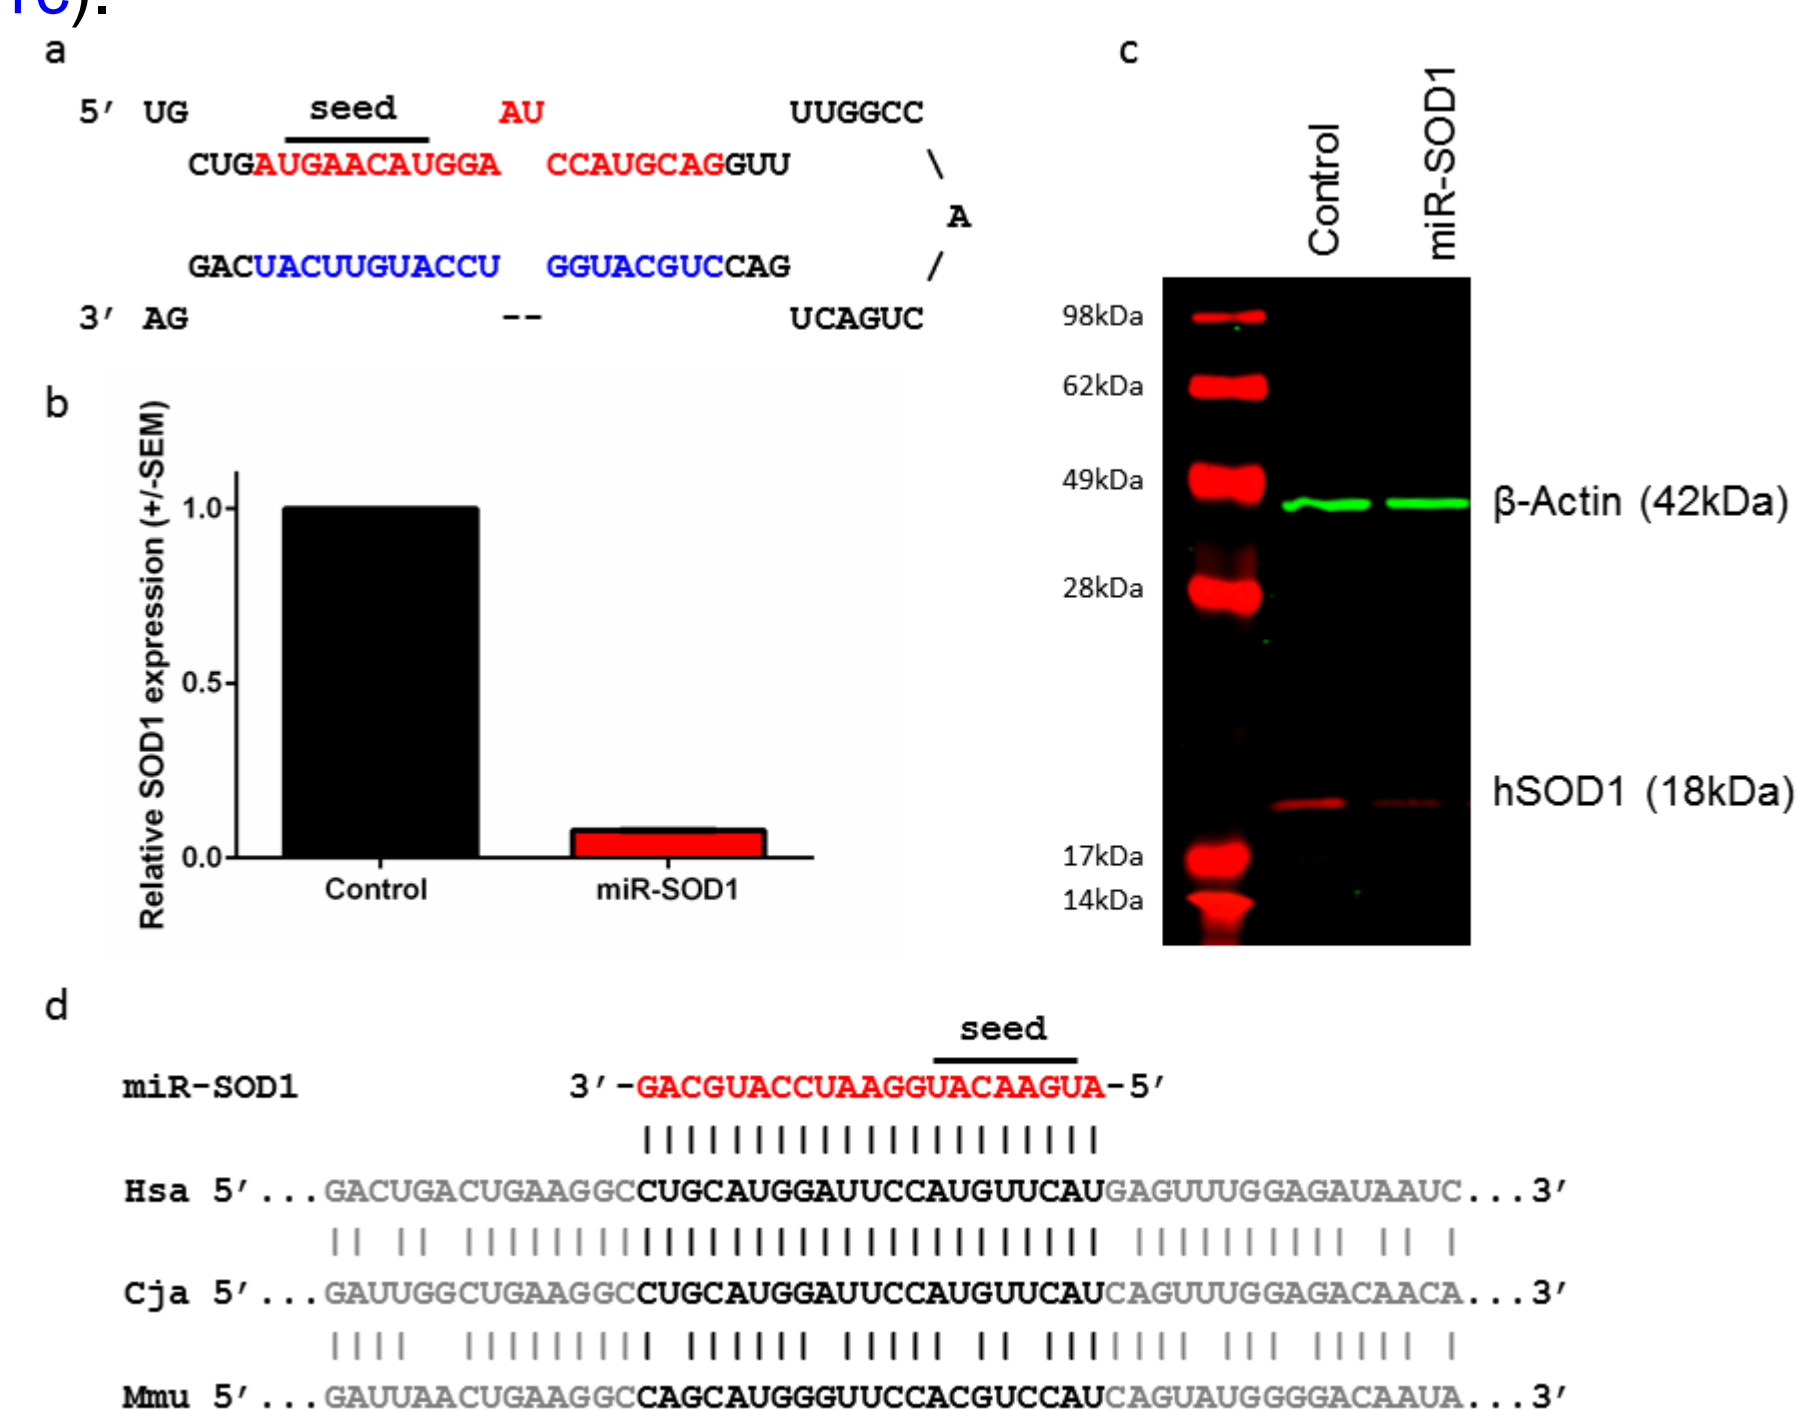 1c).
a
5’ UG seed AU UUGGCC
CUGAUGAACAUGGA CCAUGCAGGUU \
A
GACUACUUGUACCU GGUACGUCCAG /
3’ AG -- UCAGUC
b
Relative SOD1 expression (+/-SEM)
1.0
0.5
0.0
Control miR-SOD1
c
Control
miR-SOD1
98kDa
62kDa
49kDa
28kDa
17kDa
14kDa
β-Actin (42kDa)
hSOD1 (18kDa)
d
seed
miR-SOD1 3’-GACGUACCUAAGGUACAAGUA-5’
Hsa 5’...GACUGACUGAAGGCCUGCAUGGAUUCCAUGUUCAUGAGUUUGGAGAUAAUC...3’
Cja 5’...GAUUGGCUGAAGGCCUGCAUGGAUUCCAUGUUCAUCAGUUUGGAGACAACA...3’
Mmu 5’...GAUUAACUGAAGGCCAGCAUGGGUUCCACGUCCAUCAGUAUGGGGACAAUA...3’